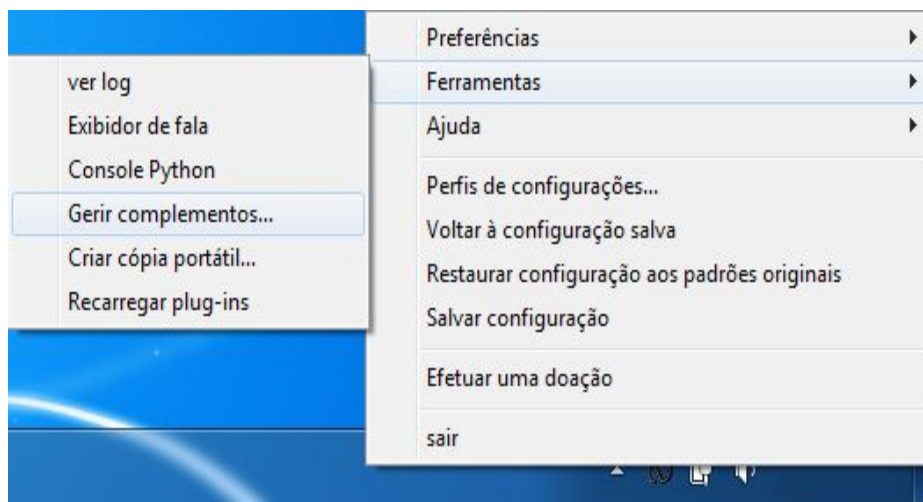 Preferências
Ferramentas
Ajuda
Perfis de configurações...
Voltar à configuração salva
Restaurar configuração aos padrões originais
Salvar configuração
Efetuar uma doação
sair
ver log
Exibidor de fala
Console Python
Gerir complementos...
Criar cópia portátil...
Recarregar plug-ins